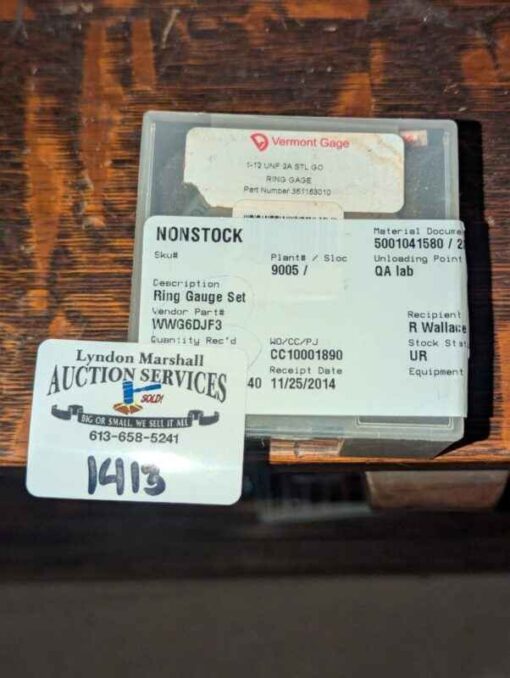 Vermont Gage
1-12 UNF 2A STL GO
RING GAGE
Part Number 361163010
NONSTOCK
Material Docume
5001041580 / 2
Sku#
Plant# / Sloc
Unloading Point
9005 /
QA lab
Description
Ring Gauge Set
Vendor Part#
Recipient
WWG6DJF3
R Wallace
Quantity Rec'd
WO/CC/PJ
Stock Sta
CC10001890
UR
Receipt Date
Equipment
40 11/25/2014
Lyndon Marshall
AUCTION SERVICES
SOLD!
BIG OR SMALL, WE SELL IT ALL
613-658-5241
1413